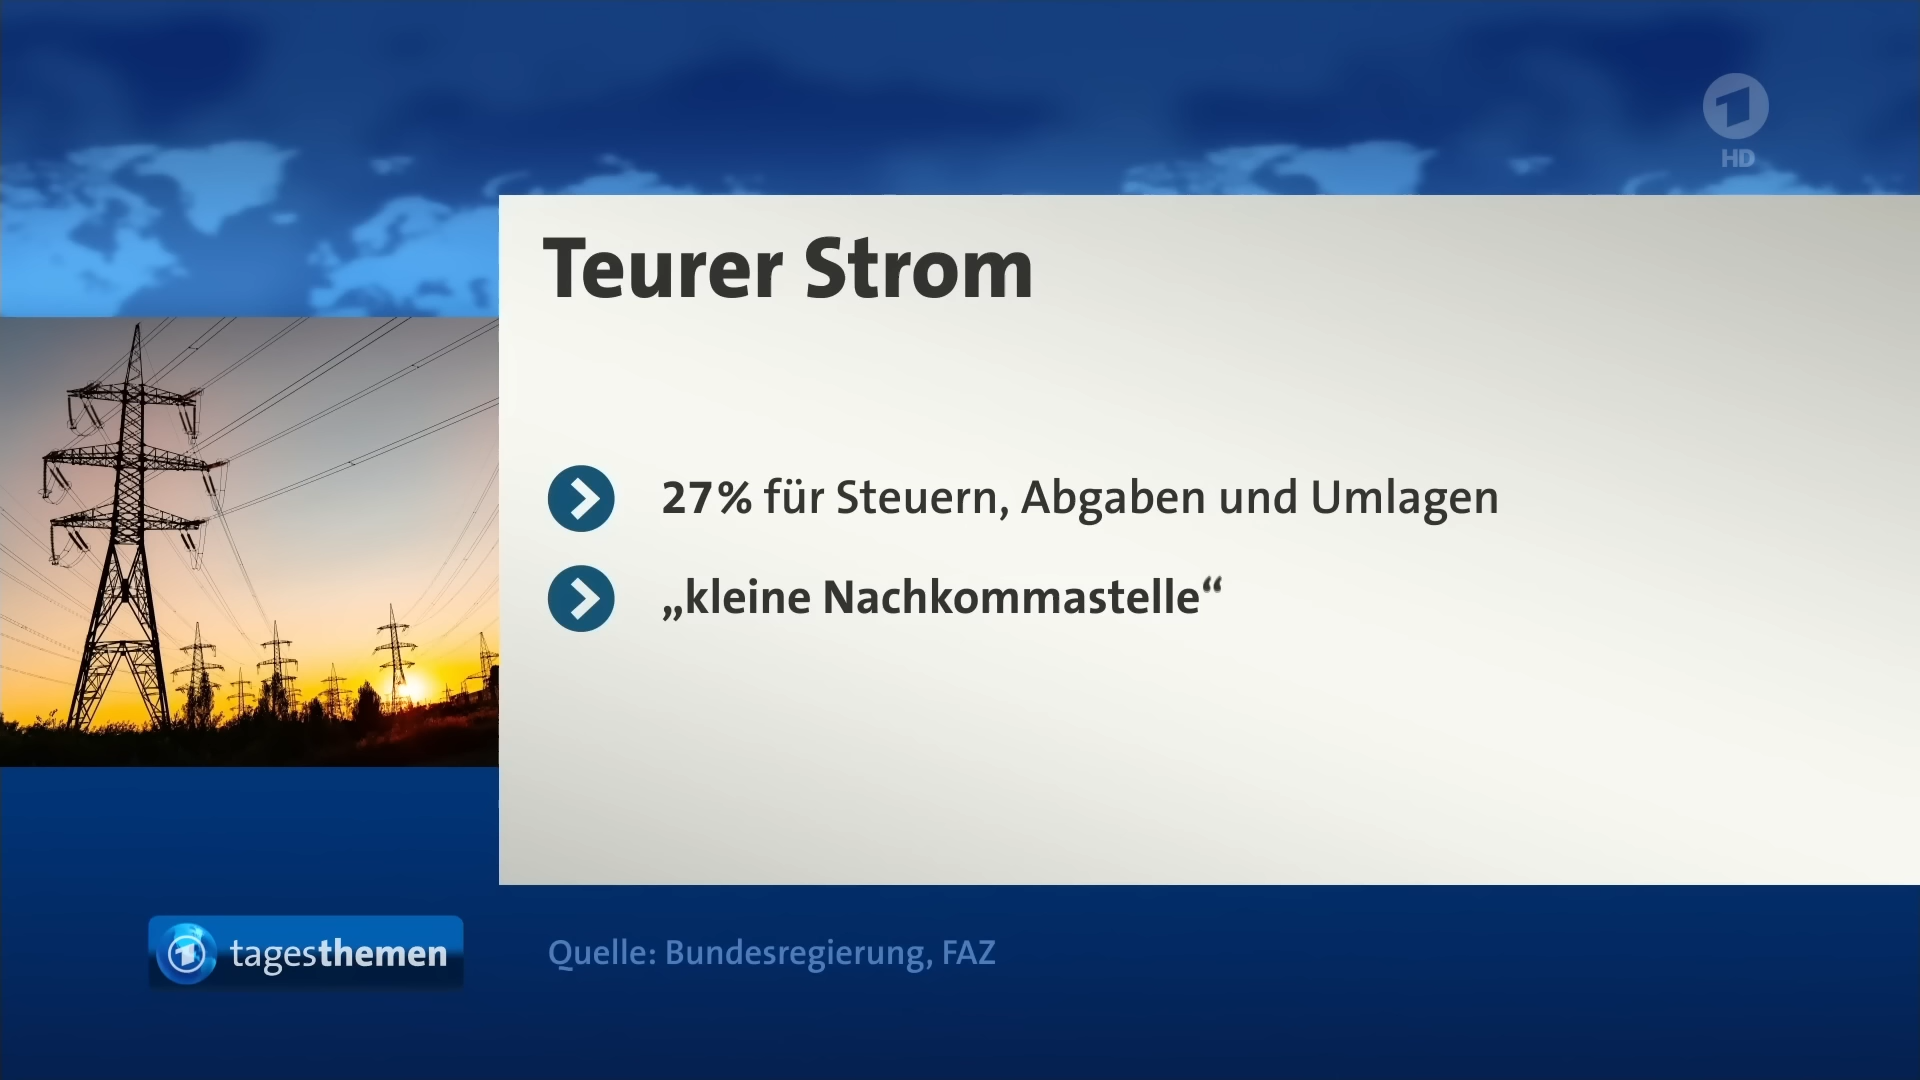 HD
Teurer Strom
27% für Steuern, Abgaben und Umlagen
„kleine Nachkommastelle“
tagesthemen
Quelle: Bundesregierung, FAZ